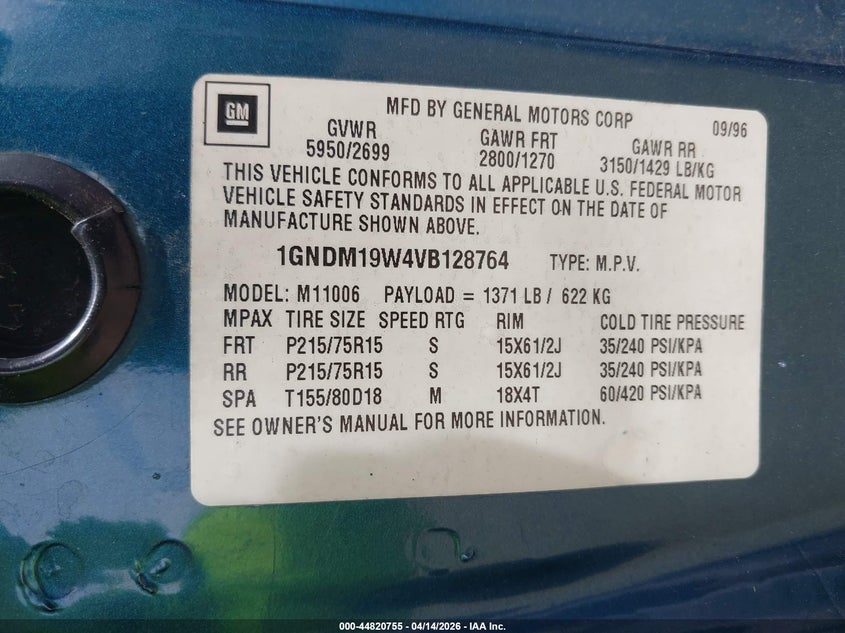 GM
MFD BY GENERAL MOTORS CORP 09/96
GVWR GAWR FRT GAWR RR
5950/2699 2800/1270 3150/1429 LB/KG
THIS VEHICLE CONFORMS TO ALL APPLICABLE U.S. FEDERAL MOTOR
VEHICLE SAFETY STANDARDS IN EFFECT ON THE DATE OF
MANUFACTURE SHOWN ABOVE.
1GNDM19W4VB128764 TYPE: M.P.V.
MODEL: M11006 PAYLOAD = 1371 LB / 622 KG
MPAX TIRE SIZE SPEED RTG RIM COLD TIRE PRESSURE
FRT P215/75R15 S 15X61/2J 35/240 PSI/KPA
RR P215/75R15 S 15X61/2J 35/240 PSI/KPA
SPA T155/80D18 M 18X4T 60/420 PSI/KPA
SEE OWNER'S MANUAL FOR MORE INFORMATION.
000-44820755 - 04/14/2026 - IAA Inc.